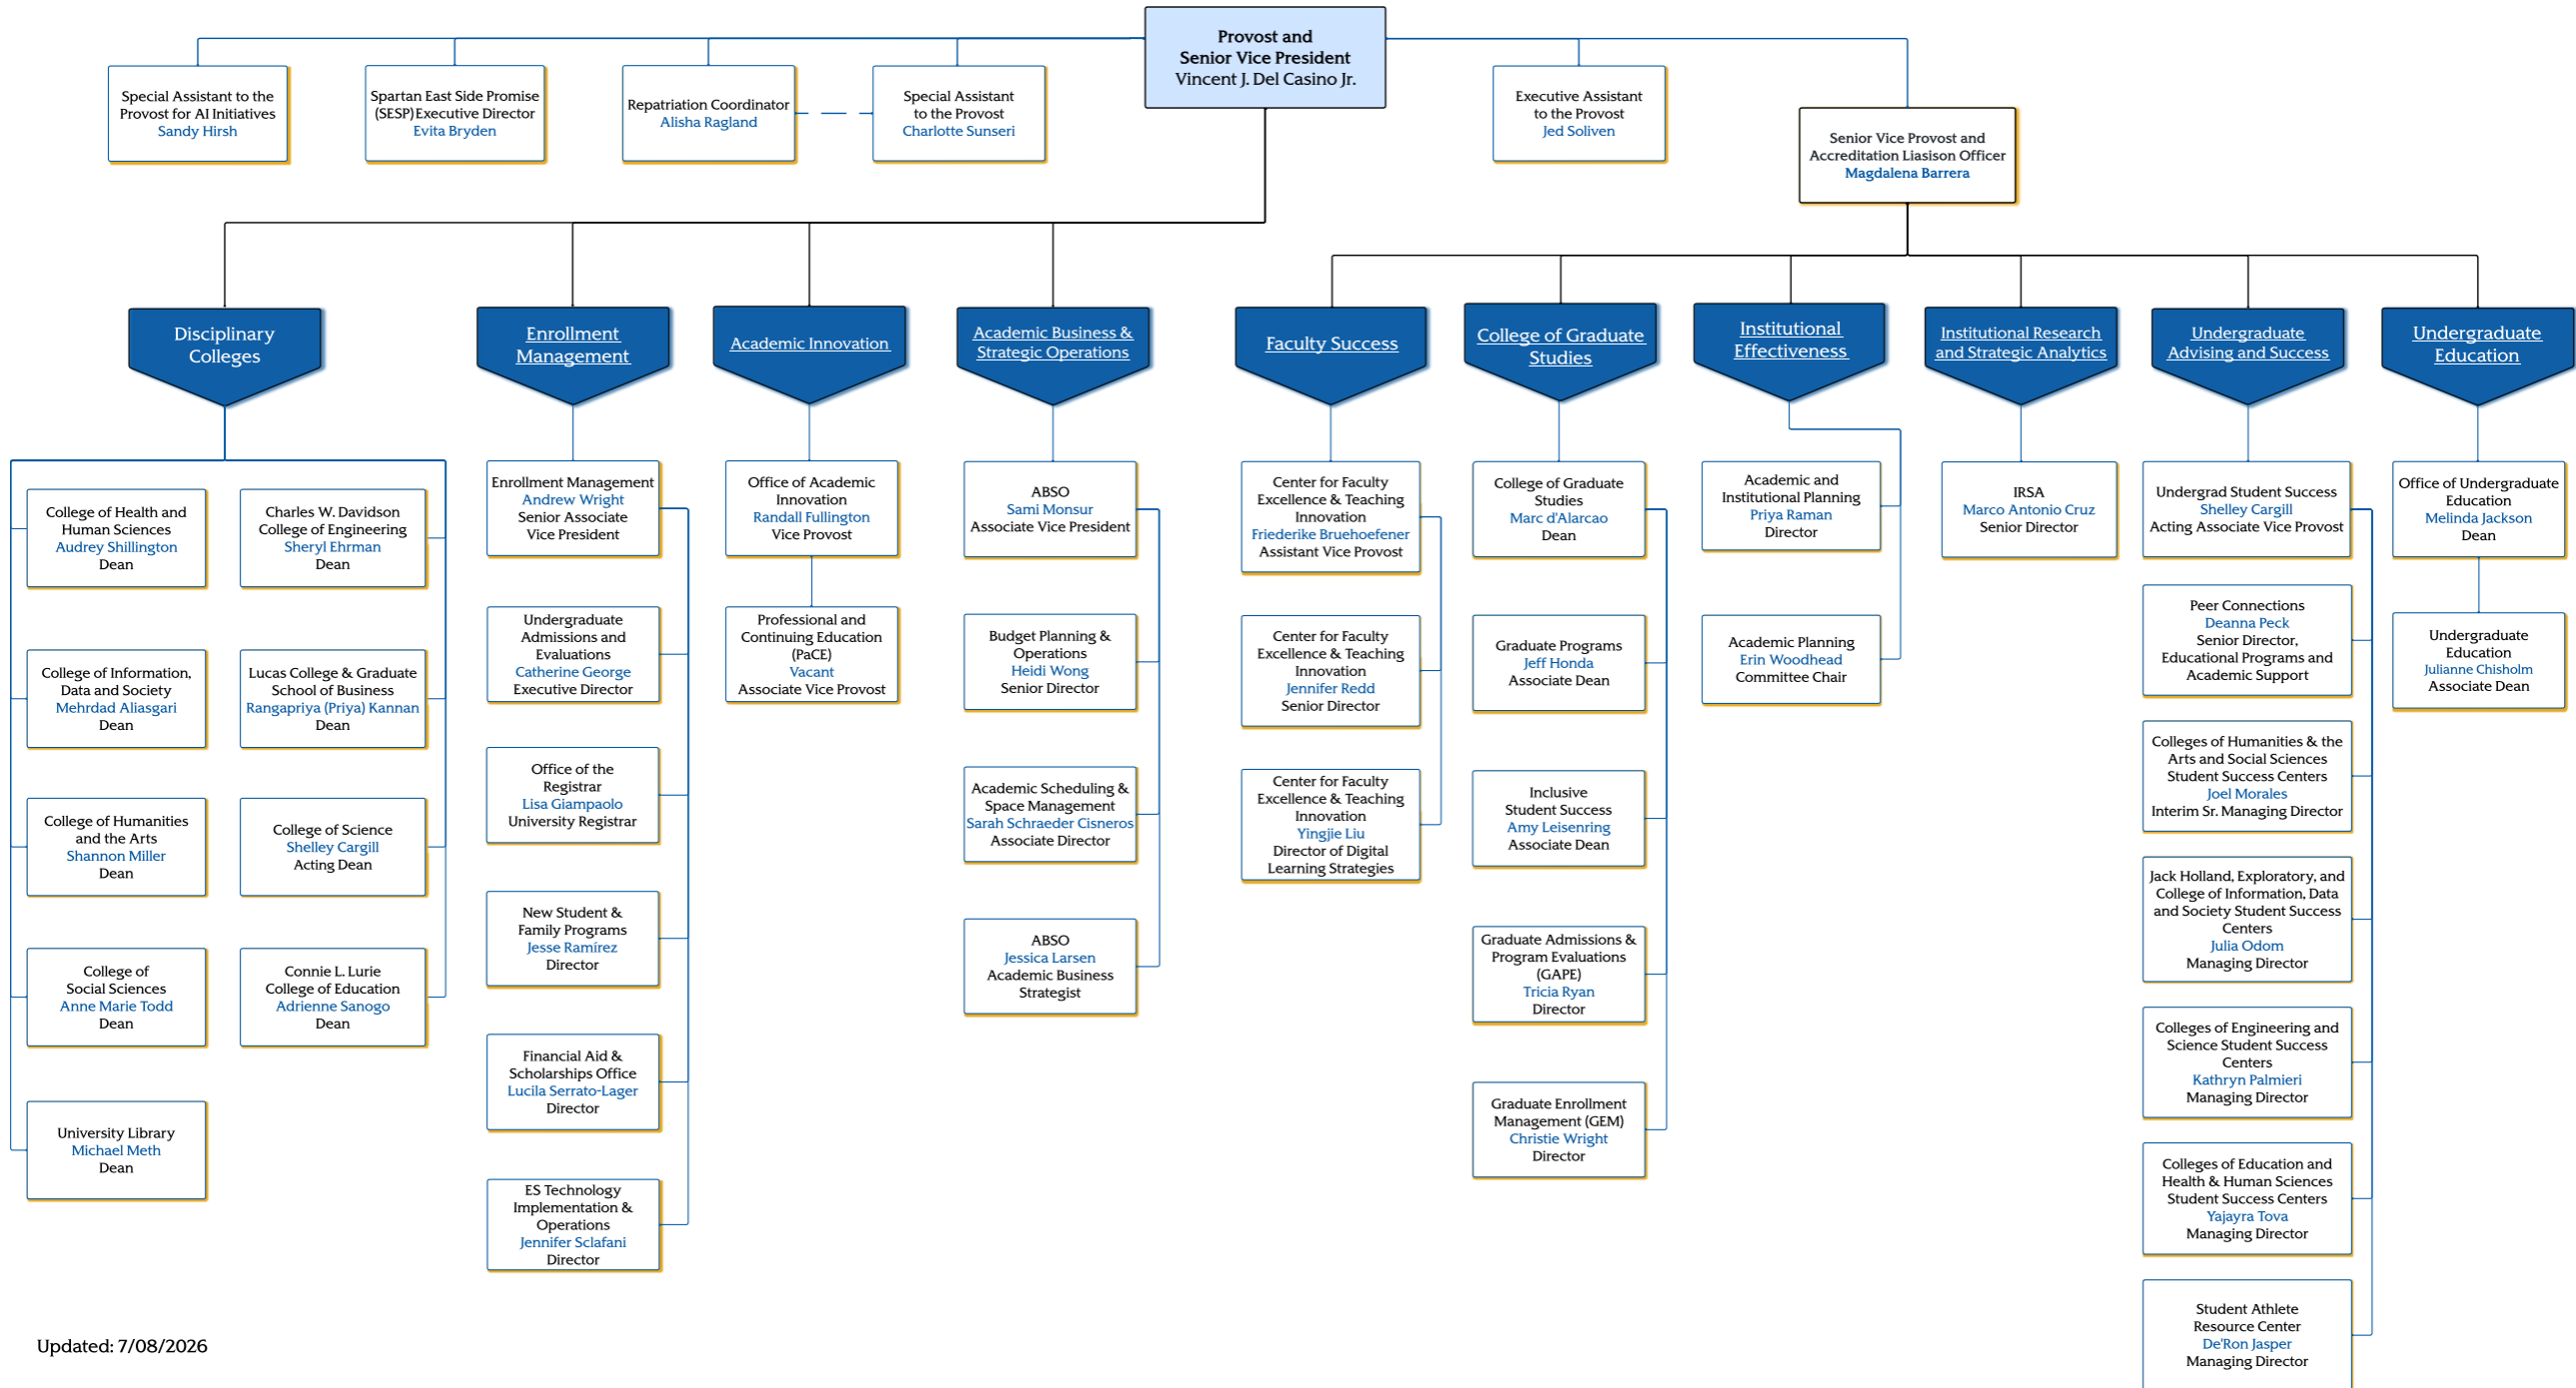 Provost and
Senior Vice President
Vincent J. Del Casino Jr.
Special Assistant to the
Provost for AI Initiatives
Sandy Hirsh
Spartan East Side Promise
(SESP) Executive Director
Evita Bryden
Repatriation Coordinator
Alisha Ragland
Special Assistant
to the Provost
Charlotte Sunseri
Executive Assistant
to the Provost
Jed Soliven
Senior Vice Provost and
Accreditation Liasison Officer
Magdalena Barrera
Disciplinary
Colleges
Enrollment
Management
Academic Innovation
Academic Business &
Strategic Operations
Faculty Success
College of Graduate
Studies
Institutional
Effectiveness
Institutional Research
and Strategic Analytics
Undergraduate
Advising and Success
Undergraduate
Education
College of Health and
Human Sciences
Audrey Shillington
Dean
Charles W. Davidson
College of Engineering
Sheryl Ehrman
Dean
College of Information,
Data and Society
Mehrdad Aliasgari
Dean
Lucas College & Graduate
School of Business
Rangapriya (Priya) Kannan
Dean
College of Humanities
and the Arts
Shannon Miller
Dean
College of Science
Shelley Cargill
Acting Dean
College of
Social Sciences
Anne Marie Todd
Dean
Connie L. Lurie
College of Education
Adrienne Sanogo
Dean
University Library
Michael Meth
Dean
Enrollment Management
Andrew Wright
Senior Associate
Vice President
Undergraduate
Admissions and
Evaluations
Catherine George
Executive Director
Office of the
Registrar
Lisa Giampaolo
University Registrar
New Student &
Family Programs
Jesse Ramírez
Director
Financial Aid &
Scholarships Office
Lucila Serrato-Lager
Director
ES Technology
Implementation &
Operations
Jennifer Sclafani
Director
Office of Academic
Innovation
Randall Fullington
Vice Provost
Professional and
Continuing Education
(PaCE)
Vacant
Associate Vice Provost
ABSO
Sami Monsur
Associate Vice President
Budget Planning &
Operations
Heidi Wong
Senior Director
Academic Scheduling &
Space Management
Sarah Schraeder Cisneros
Associate Director
ABSO
Jessica Larsen
Academic Business
Strategist
Center for Faculty
Excellence & Teaching
Innovation
Friederike Bruehoefener
Assistant Vice Provost
Center for Faculty
Excellence & Teaching
Innovation
Jennifer Redd
Senior Director
Center for Faculty
Excellence & Teaching
Innovation
Yingjie Liu
Director of Digital
Learning Strategies
College of Graduate
Studies
Marc d'Alarcao
Dean
Graduate Programs
Jeff Honda
Associate Dean
Inclusive
Student Success
Amy Leisenring
Associate Dean
Graduate Admissions &
Program Evaluations
(GAPE)
Tricia Ryan
Director
Graduate Enrollment
Management (GEM)
Christie Wright
Director
Academic and
Institutional Planning
Priya Raman
Director
Academic Planning
Erin Woodhead
Committee Chair
IRSA
Marco Antonio Cruz
Senior Director
Undergrad Student Success
Shelley Cargill
Acting Associate Vice Provost
Peer Connections
Deanna Peck
Senior Director,
Educational Programs and
Academic Support
Colleges of Humanities & the
Arts and Social Sciences
Student Success Centers
Joel Morales
Interim Sr. Managing Director
Jack Holland, Exploratory, and
College of Information, Data
and Society Student Success
Centers
Julia Odom
Managing Director
Colleges of Engineering and
Science Student Success
Centers
Kathryn Palmieri
Managing Director
Colleges of Education and
Health & Human Sciences
Student Success Centers
Yajayra Tova
Managing Director
Student Athlete
Resource Center
De'Ron Jasper
Managing Director
Office of Undergraduate
Education
Melinda Jackson
Dean
Undergraduate
Education
Julianne Chisholm
Associate Dean
Updated: 7/08/2026